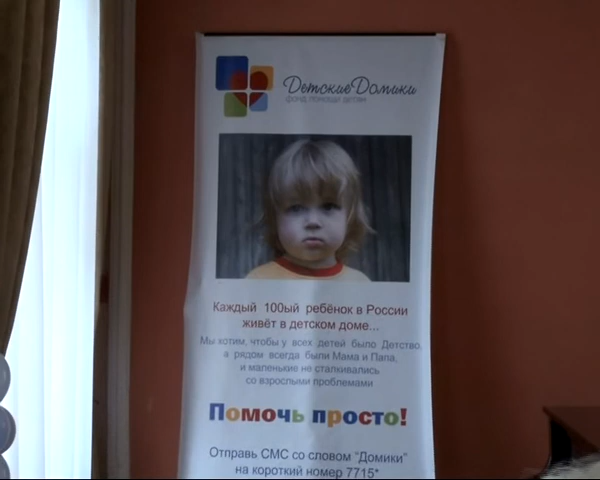 ДетскиеДомики
фонд помощи детям
Каждый 100ый ребёнок в России
живёт в детском доме...
Мы хотим, чтобы у всех детей было Детство,
а рядом всегда были Мама и Папа,
и маленькие не сталкивались
со взрослыми проблемами
Помочь просто!
Отправь СМС со словом "Домики"
на короткий номер 7715*